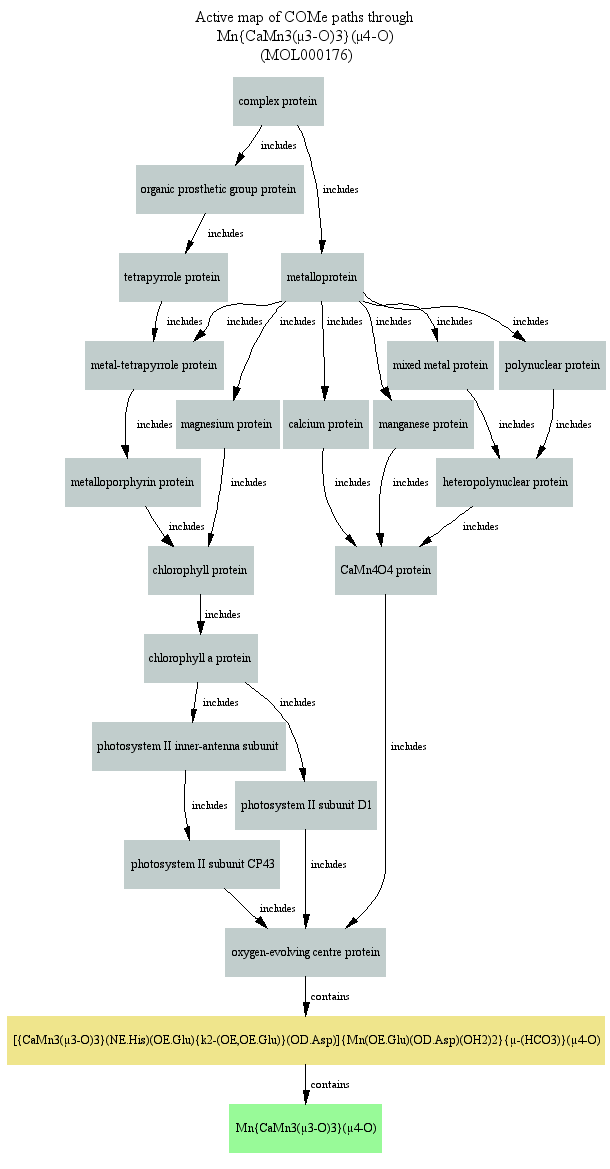 Active map of COMe paths through
Mn{CaMn3(μ3-O)3}(μ4-O)
(MOL000176)
complex protein
includes
organic prosthetic group protein
includes
includes
tetrapyrrole protein
metalloprotein
includes
includes
includes
includes
includes
includes
includes
metal-tetrapyrrole protein
mixed metal protein
polynuclear protein
magnesium protein
calcium protein
manganese protein
includes
includes
includes
metalloporphyrin protein
includes
includes
includes
heteropolynuclear protein
includes
includes
chlorophyll protein
CaMn4O4 protein
includes
chlorophyll a protein
includes
includes
photosystem II inner-antenna subunit
includes
includes
photosystem II subunit D1
photosystem II subunit CP43
includes
includes
oxygen-evolving centre protein
contains
[{CaMn3(μ3-O)3}(NE.His)(OE.Glu){k2-(OE,OE.Glu)}(OD.Asp)]{Mn(OE.Glu)(OD.Asp)(OH2)2}{μ-(HCO3)}(μ4-O)
contains
Mn{CaMn3(μ3-O)3}(μ4-O)